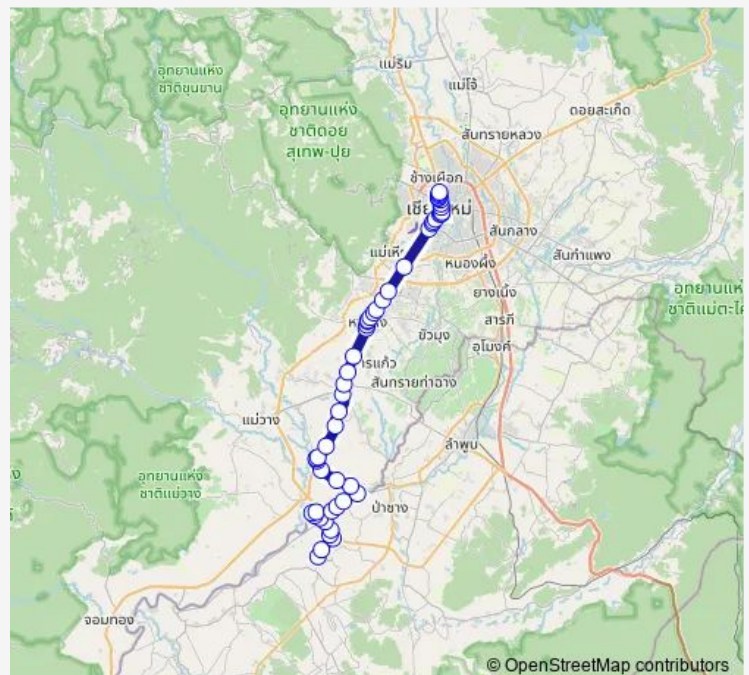 แม่ริม
อุทยานแห่ง
ชาติขุนขาน
แม่โจ้
อุทยานแห่ง
ชาติดอย
สุเทพ-ปุย
ดอยสะเก็ด
สันทรายหลวง
ช้างเผือก
สันกลาง
สันกำแพง
หนองผึ้ง
ยางเนิ้ง
สารภี
ขัวมุง
อุโมงค์
สันทรายท่าฉาง
แม่วาง
ลำพูน
อุทยานแห่ง
ชาติแม่วาง
ป่าซาง
จอมทอง
© OpenStreetMap contributors